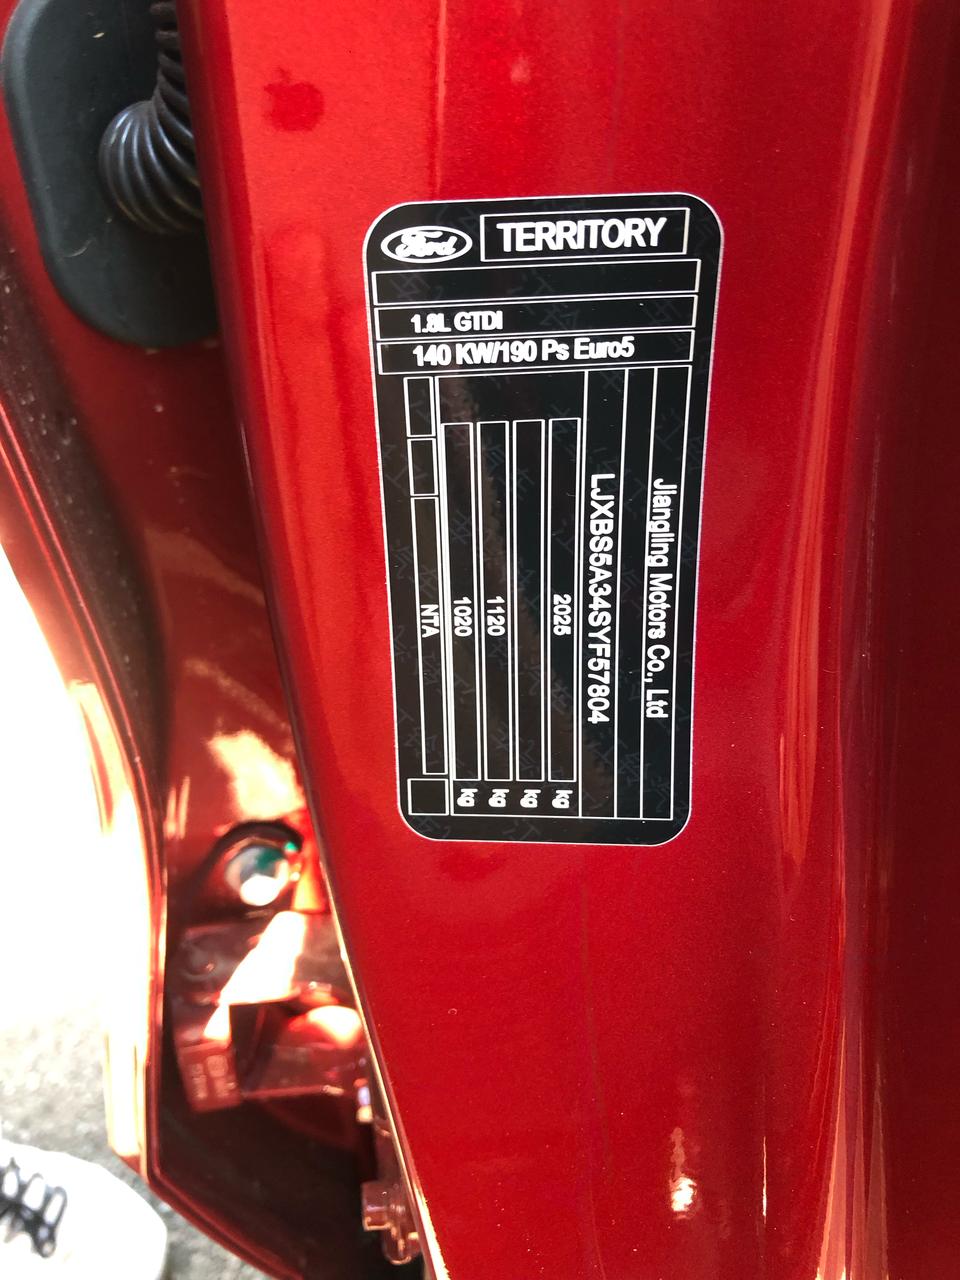 Ford
TERRITORY
1.8L GTDI
140 KW/190 Ps Euro5
Jiangling Motors Co., Ltd
LJXBS5A34SYF57804
2025 kg
kg
1120 kg
1020 kg
NTA